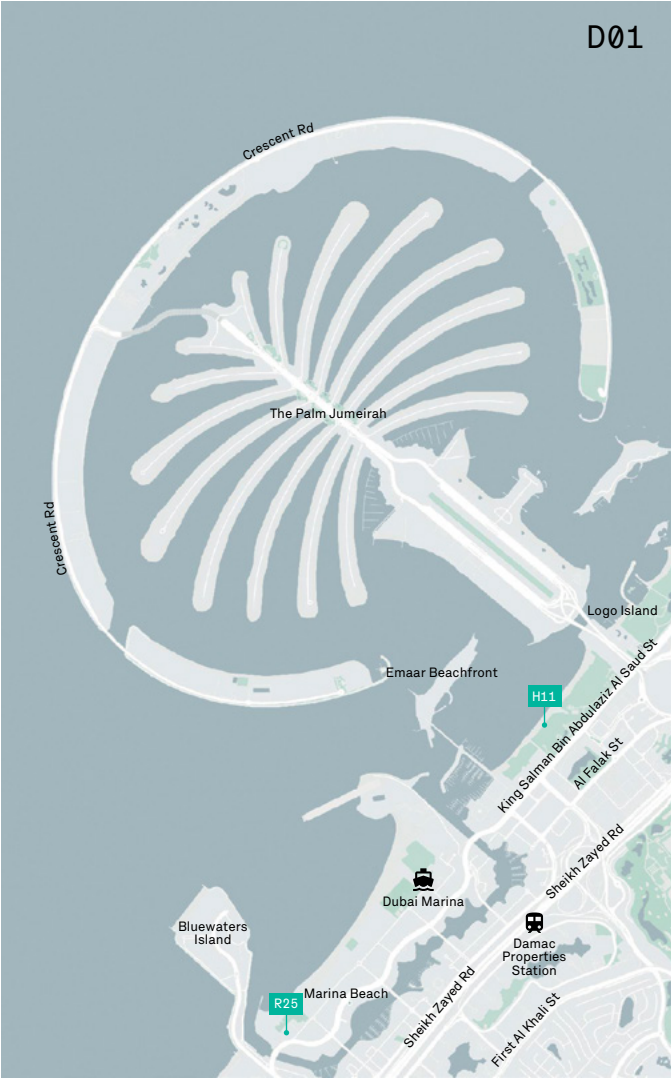 D01
Crescent Rd
The Palm Jumeirah
Crescent Rd
Logo Island
Emaar Beachfront
H11
King Salman Bin Abdulaziz Al Saud St
Al Falak St
Sheikh Zayed Rd
Dubai Marina
Bluewaters
Island
Damac
Properties
Station
Marina Beach
R25
Sheikh Zayed Rd
First Al Khali St